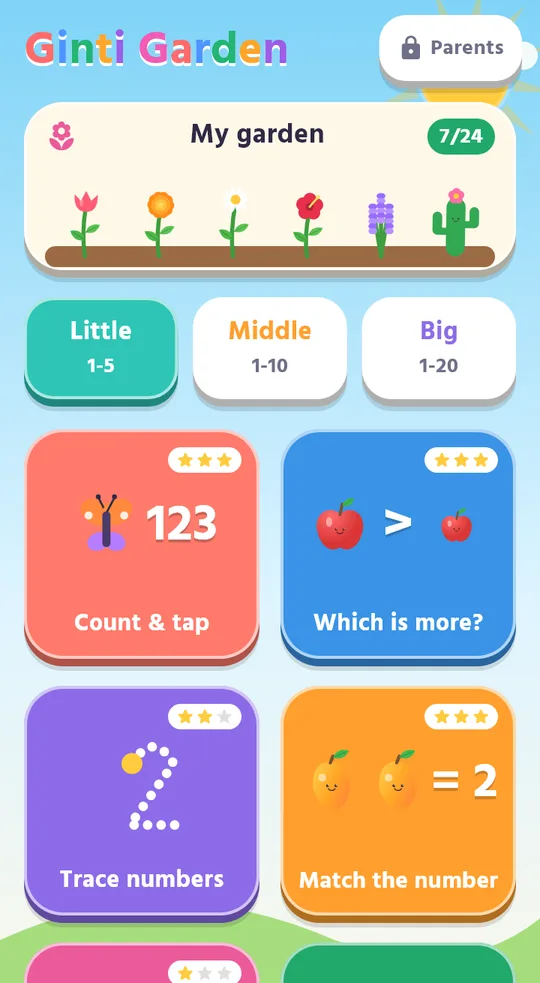 Ginti Garden
Parents
My garden
7/24
Little
1-5
Middle
1-10
Big
1-20
123
Count & tap
>
Which is more?
2
Trace numbers
= 2
Match the number